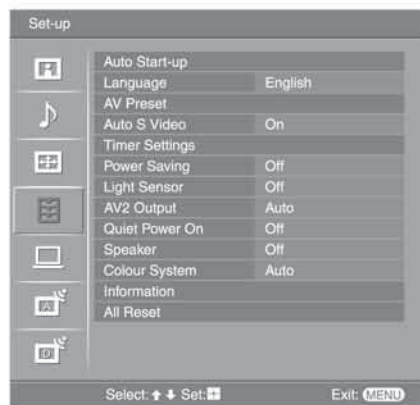 Set-up
Auto Start-up
Language English
AV Preset
Auto S Video On
Timer Settings
Power Saving Off
Light Sensor Off
AV2 Output Auto
Quiet Power On Off
Speaker Off
Colour System Auto
Information
All Reset
A
D
Select: Set: Exit: MENU